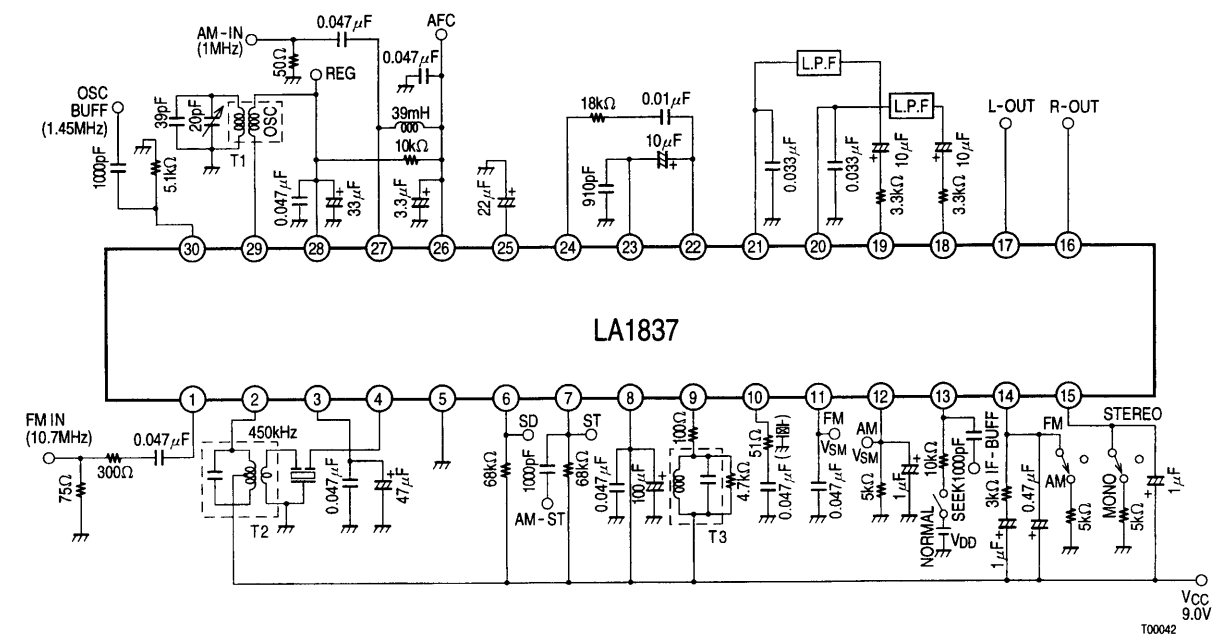 AM-IN
(1MHz)
0.047μF
AFC
50Ω
0.047μF
REG
OSC
BUFF
(1.45MHz)
39pF
20pF
OSC
T1
39mH
10kΩ
1000pF
5.1kΩ
0.047μF
33μF
3.3μF
22μF
18kΩ
0.01μF
10μF
910pF
L.P.F
L.P.F
0.033μF
0.033μF
10μF
10μF
3.3kΩ
3.3kΩ
L-OUT
R-OUT
30
29
28
27
26
25
24
23
22
21
20
19
18
17
16
LA1837
1
2
3
4
5
6
7
8
9
10
11
12
13
14
15
FM IN
(10.7MHz)
0.047μF
300Ω
75Ω
450kHz
T2
0.047μF
47μF
SD
68kΩ
ST
1000pF
68kΩ
AM-ST
0.047μF
100μF
100Ω
4.7kΩ
T3
51Ω
0.047μF
FM
VSM
0.047μF
AM
VSM
5kΩ
1μF
10kΩ
1000pF
IF-BUFF
SEEK
NORMAL
VDD
3kΩ
1μF
0.47μF
FM
AM
5kΩ
STEREO
MONO
5kΩ
1μF
VCC
9.0V
T00042